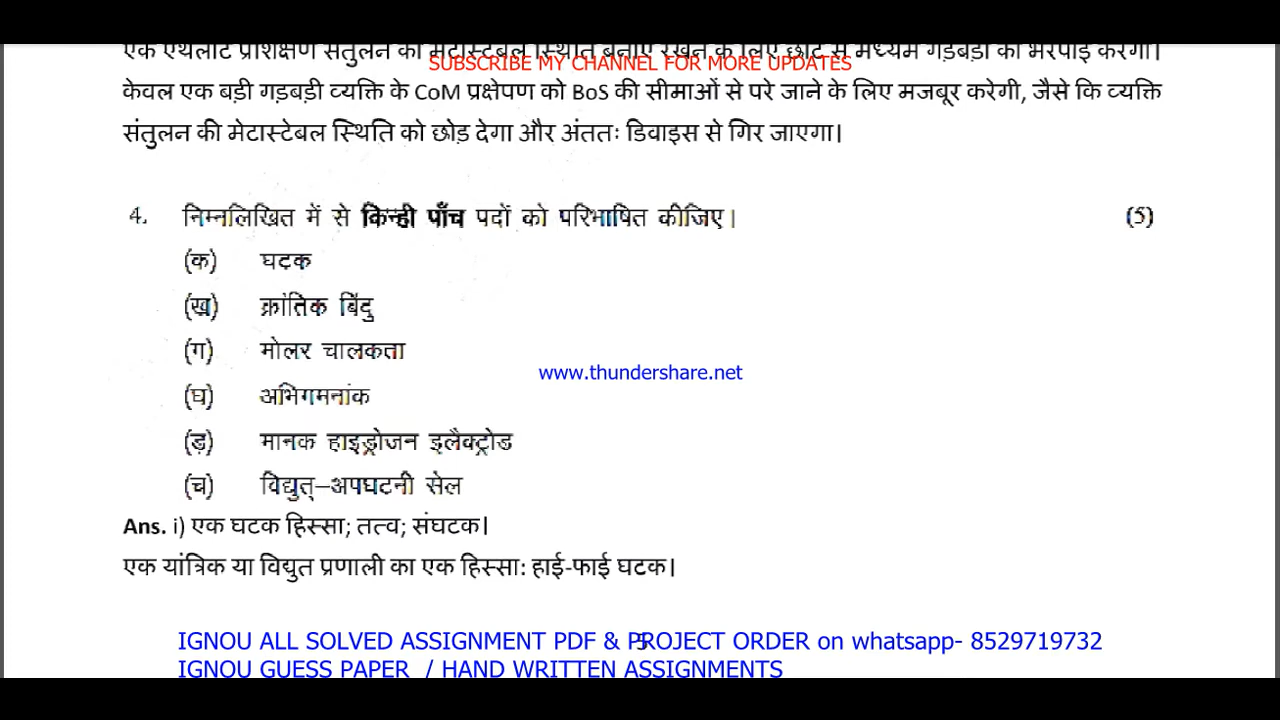 एक एथलीट प्रशिक्षण संतुलन की मेटास्टेबल स्थिति बनाए रखने के लिए छोटे से मध्यम गड़बड़ी की भरपाई करेगा।
SUBSCRIBE MY CHANNEL FOR MORE UPDATES
केवल एक बड़ी गड़बड़ी व्यक्ति के CoM प्रक्षेपण को BoS की सीमाओं से परे जाने के लिए मजबूर करेगी, जैसे कि व्यक्ति
संतुलन की मेटास्टेबल स्थिति को छोड़ देगा और अंततः डिवाइस से गिर जाएगा।
4. निम्नलिखित में से किन्ही पाँच पदों को परिभाषित कीजिए। (5)
(क) घटक
(ख) क्रांतिक बिंदु
(ग) मोलर चालकता
www.thundershare.net
(घ) अभिगमनांक
(ड़) मानक हाइड्रोजन इलैक्ट्रोड
(च) विद्युत्–अपघटनी सेल
Ans. i) एक घटक हिस्सा; तत्व; संघटक।
एक यांत्रिक या विद्युत प्रणाली का एक हिस्सा: हाई-फाई घटक।
IGNOU ALL SOLVED ASSIGNMENT PDF & PROJECT ORDER on whatsapp- 8529719732
5
IGNOU GUESS PAPER / HAND WRITTEN ASSIGNMENTS